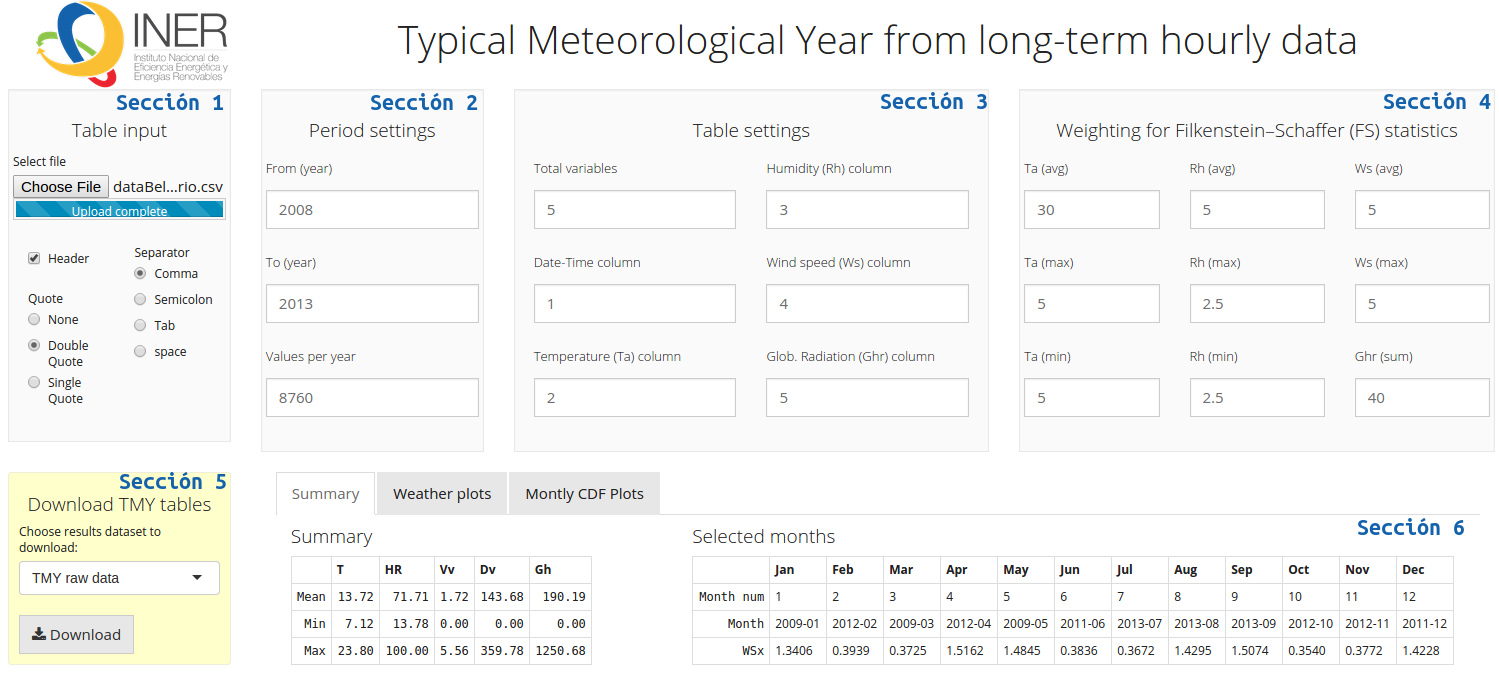 INER
Instituto Nacional de
Eficiencia Energética y
Energías Renovables
Typical Meteorological Year from long-term hourly data
Sección 1
Table input
Select file
Choose File dataBel...rio.csv
Upload complete
Header
Quote
None
Double
Quote
Single
Quote
Separator
Comma
Semicolon
Tab
space
Sección 2
Period settings
From (year)
2008
To (year)
2013
Values per year
8760
Sección 3
Table settings
Total variables Humidity (Rh) column
5 3
Date-Time column Wind speed (Ws) column
1 4
Temperature (Ta) column Glob. Radiation (Ghr) column
2 5
Sección 4
Weighting for Filkenstein–Schaffer (FS) statistics
Ta (avg) Rh (avg) Ws (avg)
30 5 5
Ta (max) Rh (max) Ws (max)
5 2.5 5
Ta (min) Rh (min) Ghr (sum)
5 2.5 40
Sección 5
Download TMY tables
Choose results dataset to
download:
TMY raw data
Download
Summary Weather plots Montly CDF Plots
Sección 6
Summary
T HR Vv Dv Gh
Mean 13.72 71.71 1.72 143.68 190.19
Min 7.12 13.78 0.00 0.00 0.00
Max 23.80 100.00 5.56 359.78 1250.68
Selected months
Jan Feb Mar Apr May Jun Jul Aug Sep Oct Nov Dec
Month num 1 2 3 4 5 6 7 8 9 10 11 12
Month 2009-01 2012-02 2009-03 2012-04 2009-05 2011-06 2013-07 2013-08 2013-09 2012-10 2012-11 2011-12
WSx 1.3406 0.3939 0.3725 1.5162 1.4845 0.3836 0.3672 1.4295 1.5074 0.3540 0.3772 1.4228